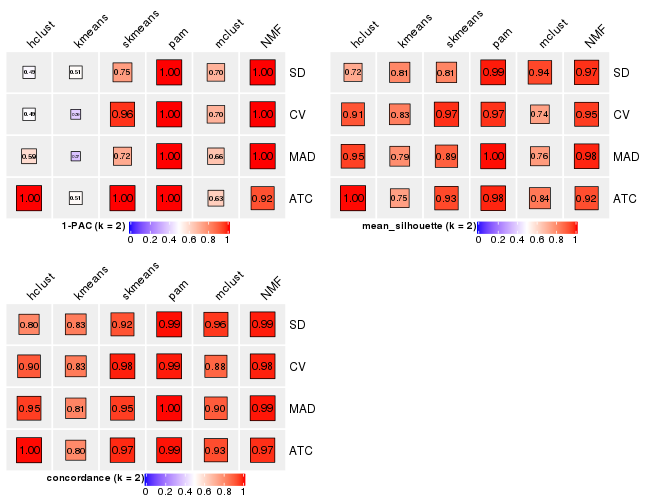 hclust kmeans skmeans pam mclust NMF
0.49 0.51 0.75 1.00 0.70 1.00 SD
0.49 0.96 1.00 0.70 1.00 CV
0.59 0.72 1.00 0.66 1.00 MAD
1.00 0.51 1.00 1.00 0.63 0.92 ATC
1-PAC (k = 2)
0 0.2 0.4 0.6 0.8 1
hclust kmeans skmeans pam mclust NMF
0.72 0.81 0.81 0.99 0.94 0.97 SD
0.91 0.83 0.97 0.97 0.74 0.95 CV
0.95 0.79 0.89 1.00 0.76 0.98 MAD
1.00 0.75 0.93 0.98 0.84 0.92 ATC
mean_silhouette (k = 2)
0 0.2 0.4 0.6 0.8 1
hclust kmeans skmeans pam mclust NMF
0.80 0.83 0.92 0.99 0.96 0.99 SD
0.90 0.83 0.98 0.99 0.88 0.98 CV
0.95 0.81 0.95 1.00 0.90 0.99 MAD
1.00 0.80 0.97 0.99 0.93 0.97 ATC
concordance (k = 2)
0 0.2 0.4 0.6 0.8 1